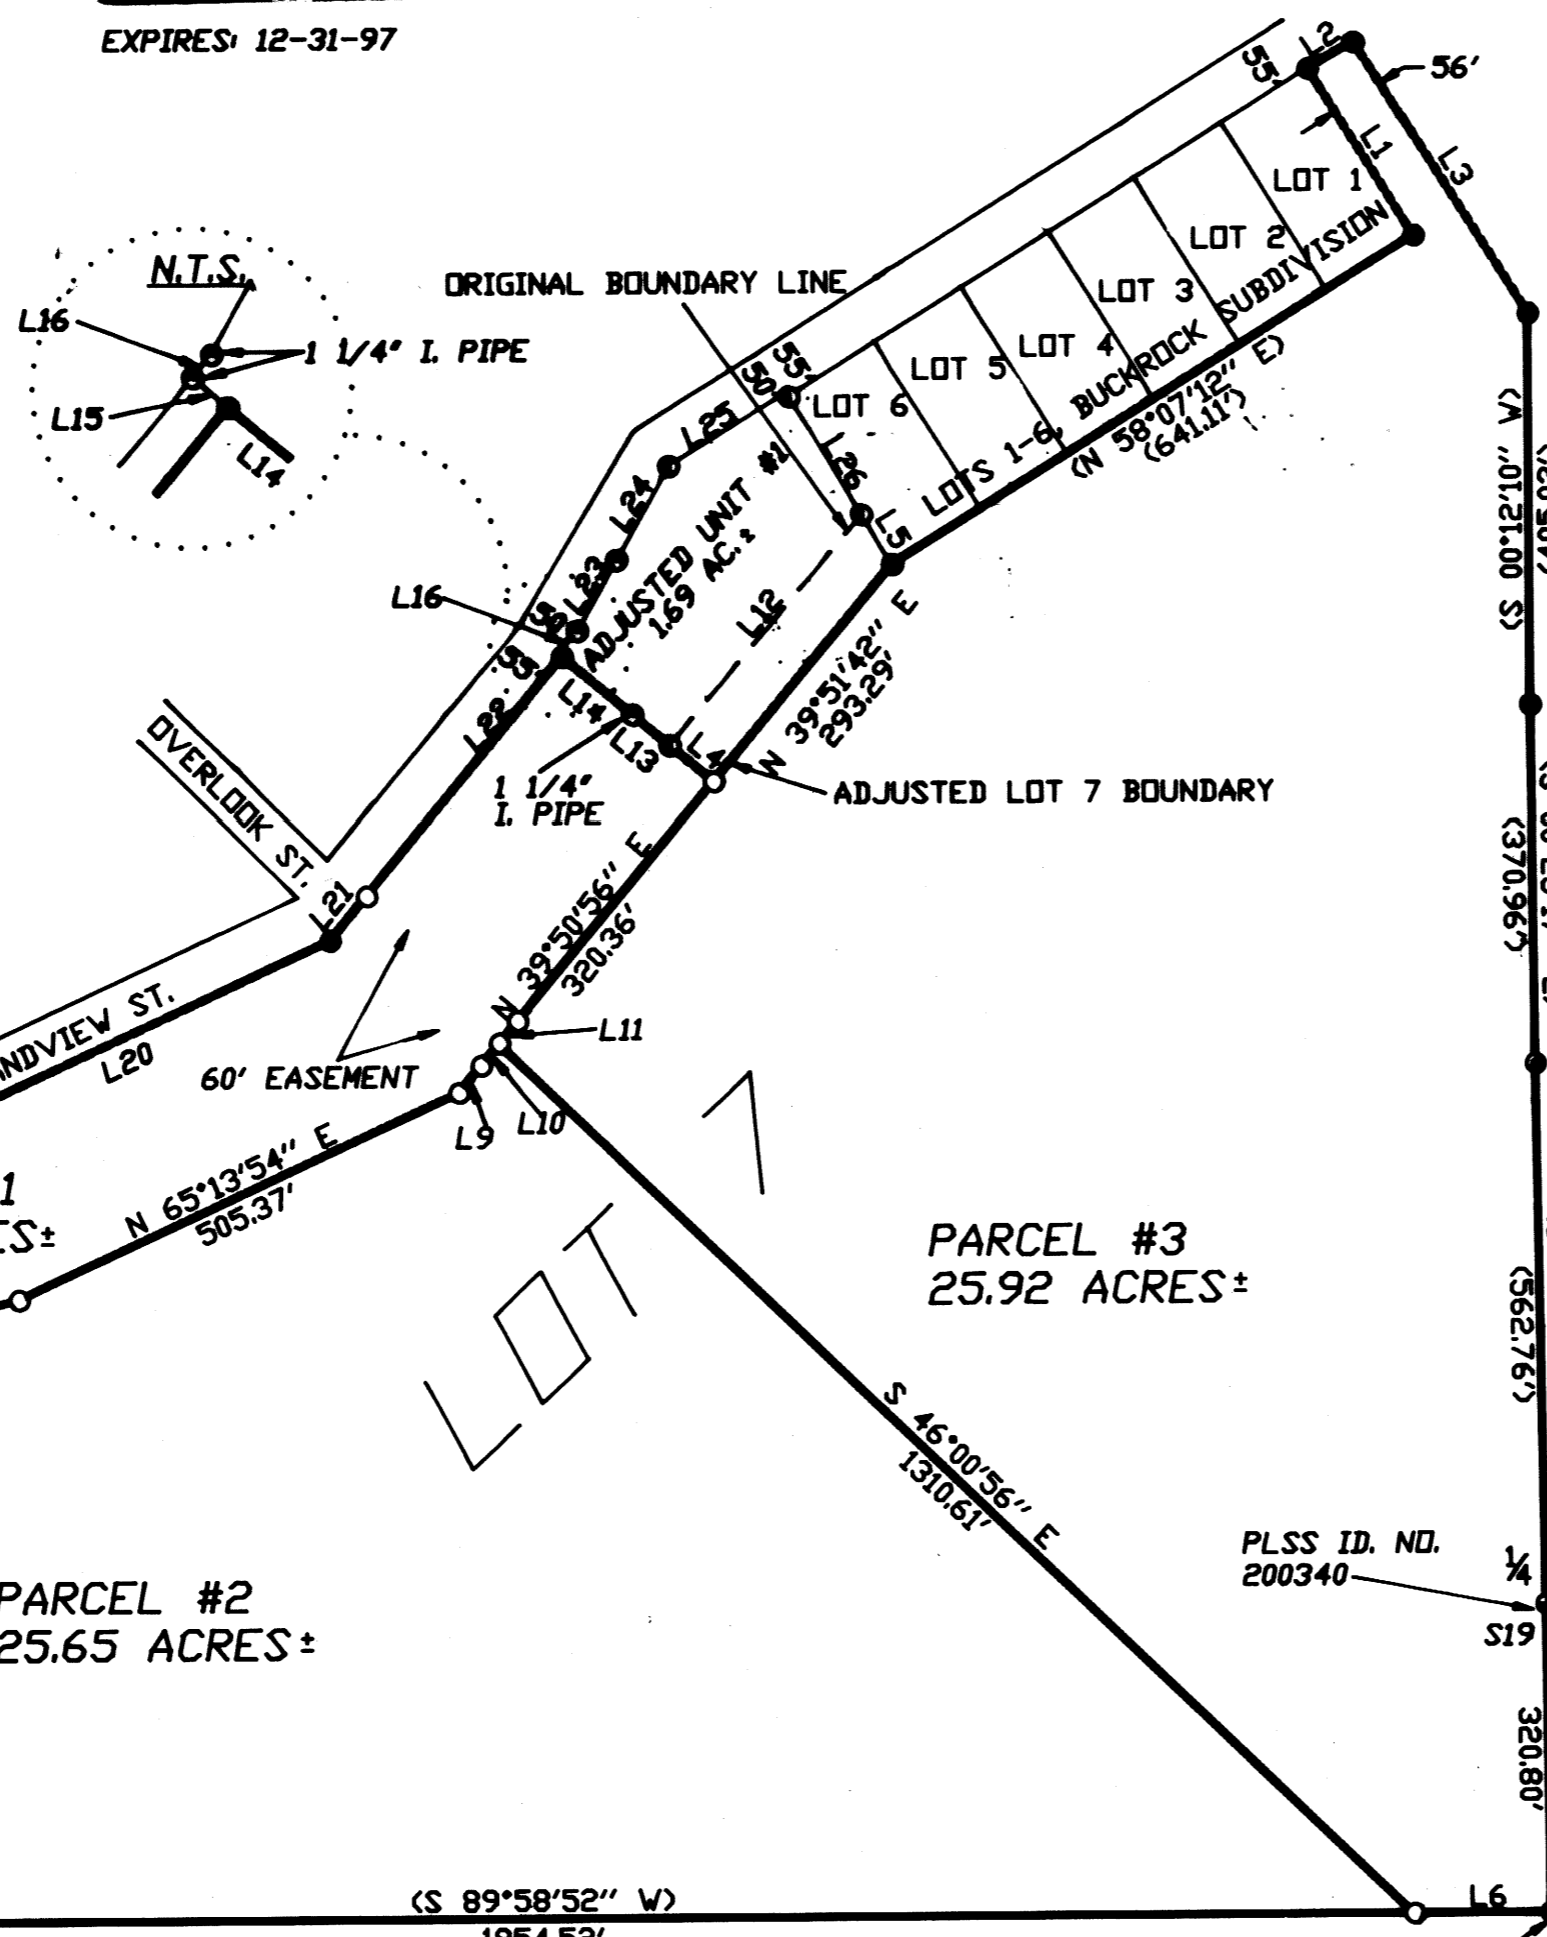 EXPIRES: 12-31-97
L2
55'
56'
L1
L3
LOT 1
LOT 2
LOT 3
LOT 4
LOT 5
LOT 6
LOTS 1-6, BUCKROCK SUBDIVISION
(N 58°07'12" E)
(641.11')
N.T.S.
L16
1 1/4" I. PIPE
L15
L14
ORIGINAL BOUNDARY LINE
55'
50'
L25
L26
L24
L5
L23
ADJUSTED UNIT #1
1.69 AC.±
L12
L16
50'
55'
L22
L14
L13
L4
1 1/4"
I. PIPE
N 39°51'42" E
293.29'
ADJUSTED LOT 7 BOUNDARY
(S 00°12'10" W)
(370.96')
OVERLOOK ST.
L21
N 39°50'56" E
320.36'
L11
NDVIEW ST.
L20
60' EASEMENT
L9
L10
N 65°13'54" E
505.37'
1
ES±
LOT 7
PARCEL #3
25.92 ACRES±
(562.76')
S 46°00'56" E
1310.61'
PLSS ID. NO.
200340
1/4
S19
PARCEL #2
25.65 ACRES±
320.80'
(S 89°58'52" W)
L6